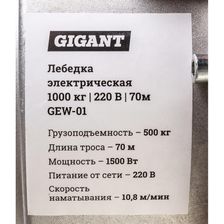 GIGANT
Лебедка
электрическая
1000 кг | 220 В | 70м
GEW-01
Грузоподъемность – 500 кг
Длина троса – 70 м
Мощность – 1500 Вт
Питание от сети – 220 В
Скорость
наматывания – 10,8 м/мин